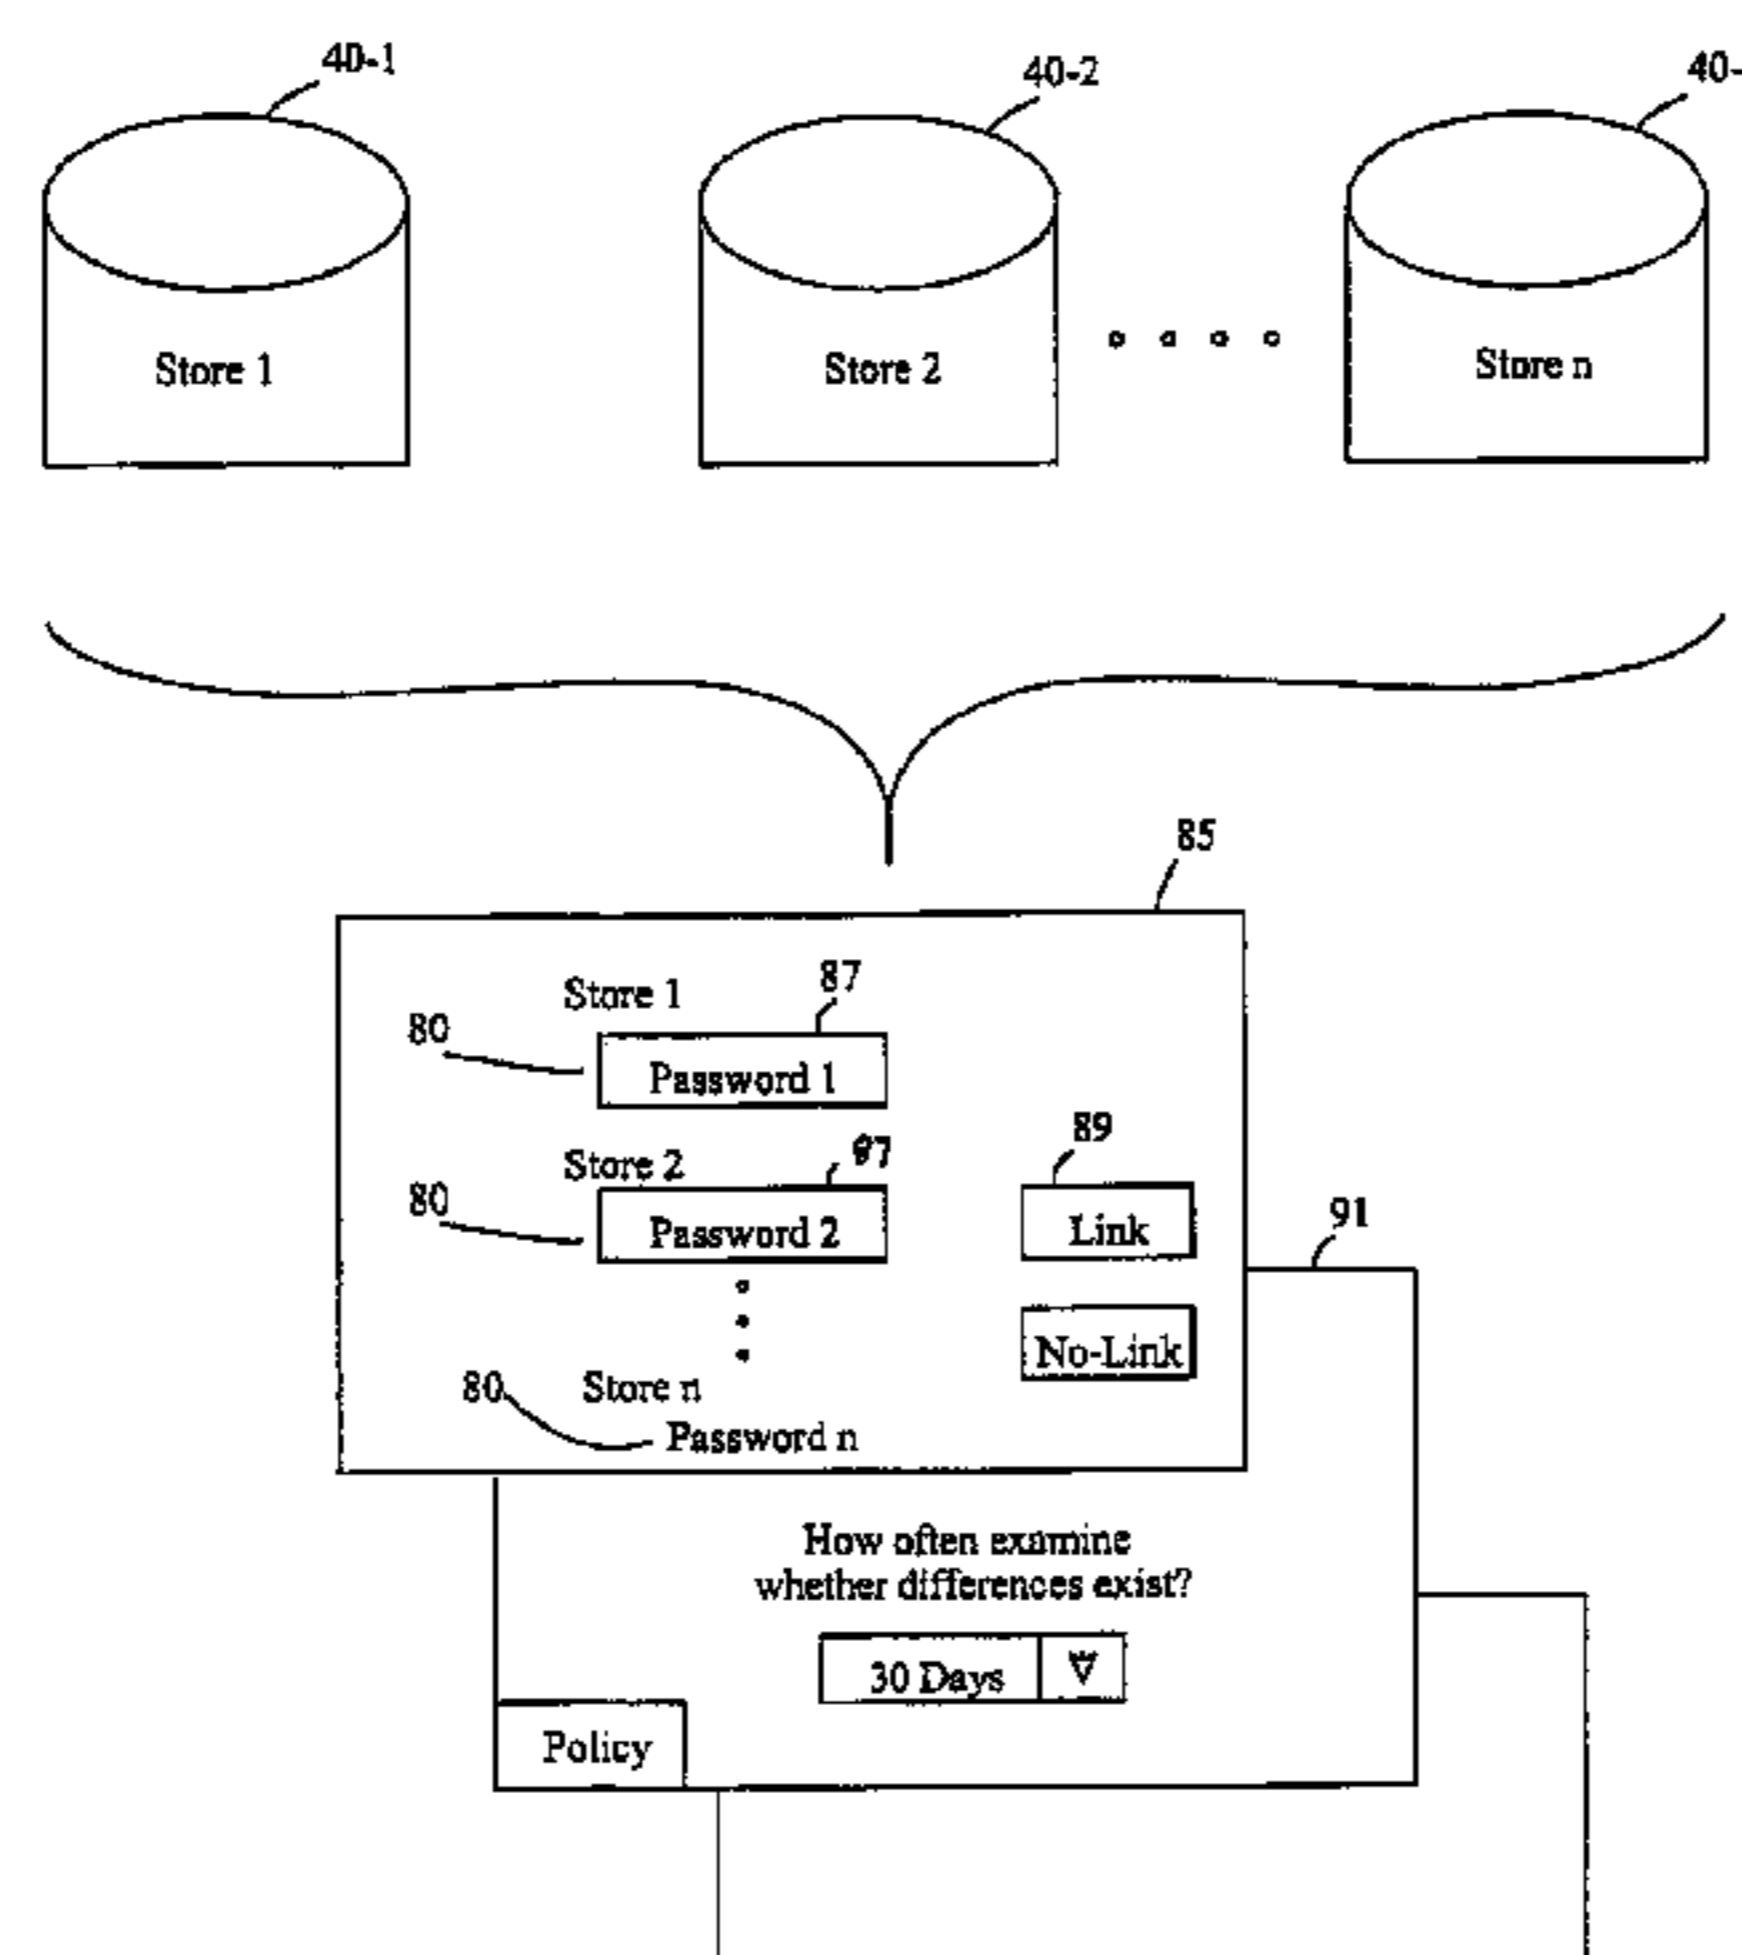 40-1
40-2
40-
Store 1
Store 2
Store n
85
Store 1
87
80
Password 1
89
Store 2
80
Password 2
Link
91
No-Link
80
Store n
Password n
How often examine
whether differences exist?
30 Days
Policy